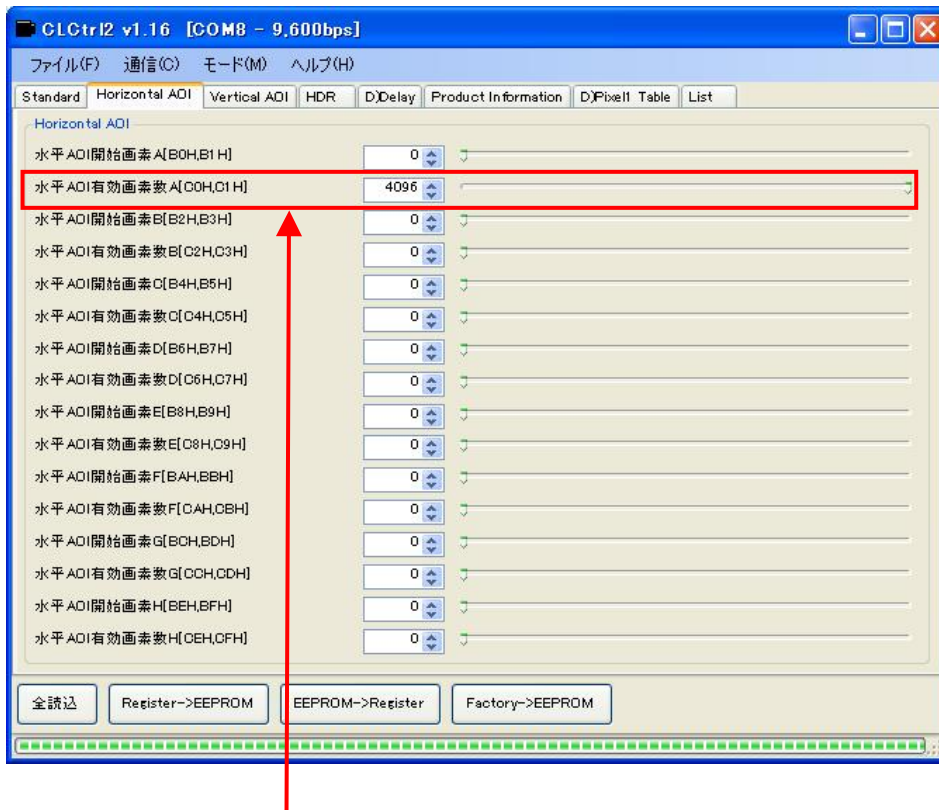 CLCtrl2 v1.16 [COM8 - 9,600bps]
ファイル(F) 通信(C) モード(M) ヘルプ(H)
Standard Horizontal AOI Vertical AOI HDR D)Delay Product Information D)Pixel1 Table List
Horizontal AOI
水平AOI開始画素A[B0H,B1H] 0
水平AOI有効画素数A[C0H,C1H] 4096
水平AOI開始画素B[B2H,B3H] 0
水平AOI有効画素数B[C2H,C3H] 0
水平AOI開始画素C[B4H,B5H] 0
水平AOI有効画素数C[C4H,C5H] 0
水平AOI開始画素D[B6H,B7H] 0
水平AOI有効画素数D[C6H,C7H] 0
水平AOI開始画素E[B8H,B9H] 0
水平AOI有効画素数E[C8H,C9H] 0
水平AOI開始画素F[BAH,BBH] 0
水平AOI有効画素数F[CAH,CBH] 0
水平AOI開始画素G[BCH,BDH] 0
水平AOI有効画素数G[CCH,CDH] 0
水平AOI開始画素H[BEH,BFH] 0
水平AOI有効画素数H[CEH,CFH] 0
全読込 Register->EEPROM EEPROM->Register Factory->EEPROM